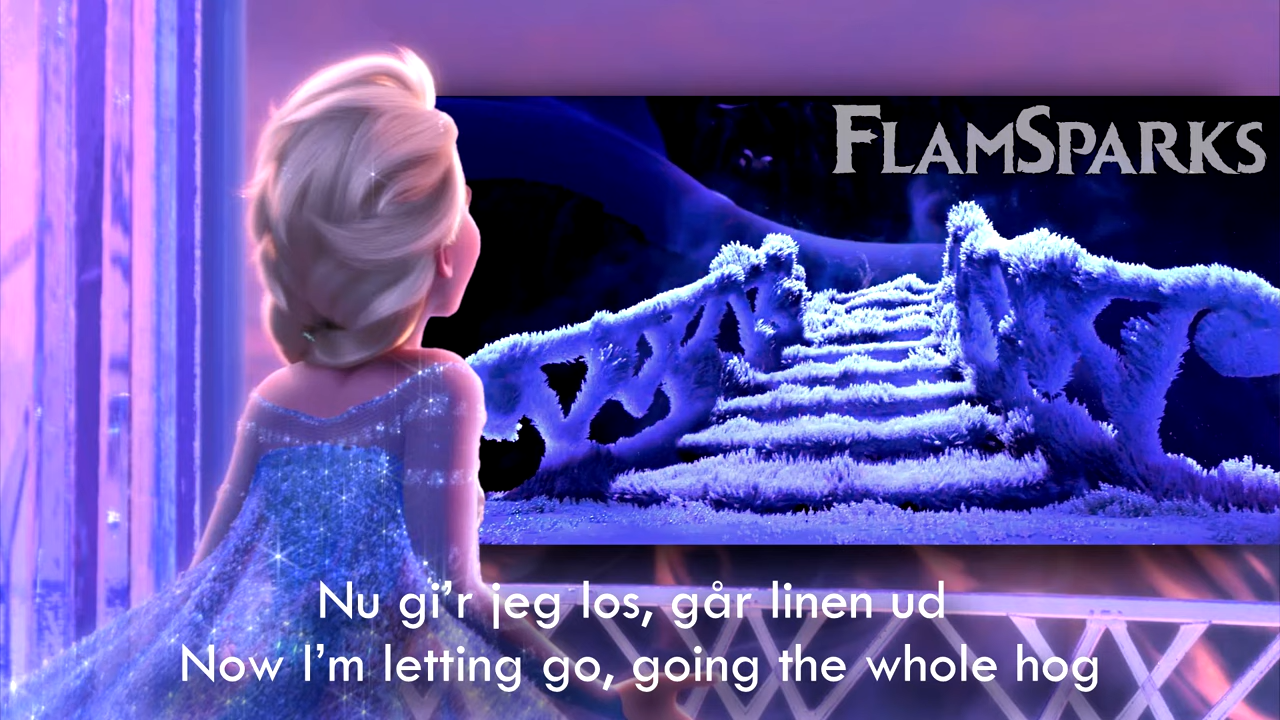 FLAMSPARKS
Nu gi’r jeg los, går linen ud
Now I’m letting go, going the whole hog